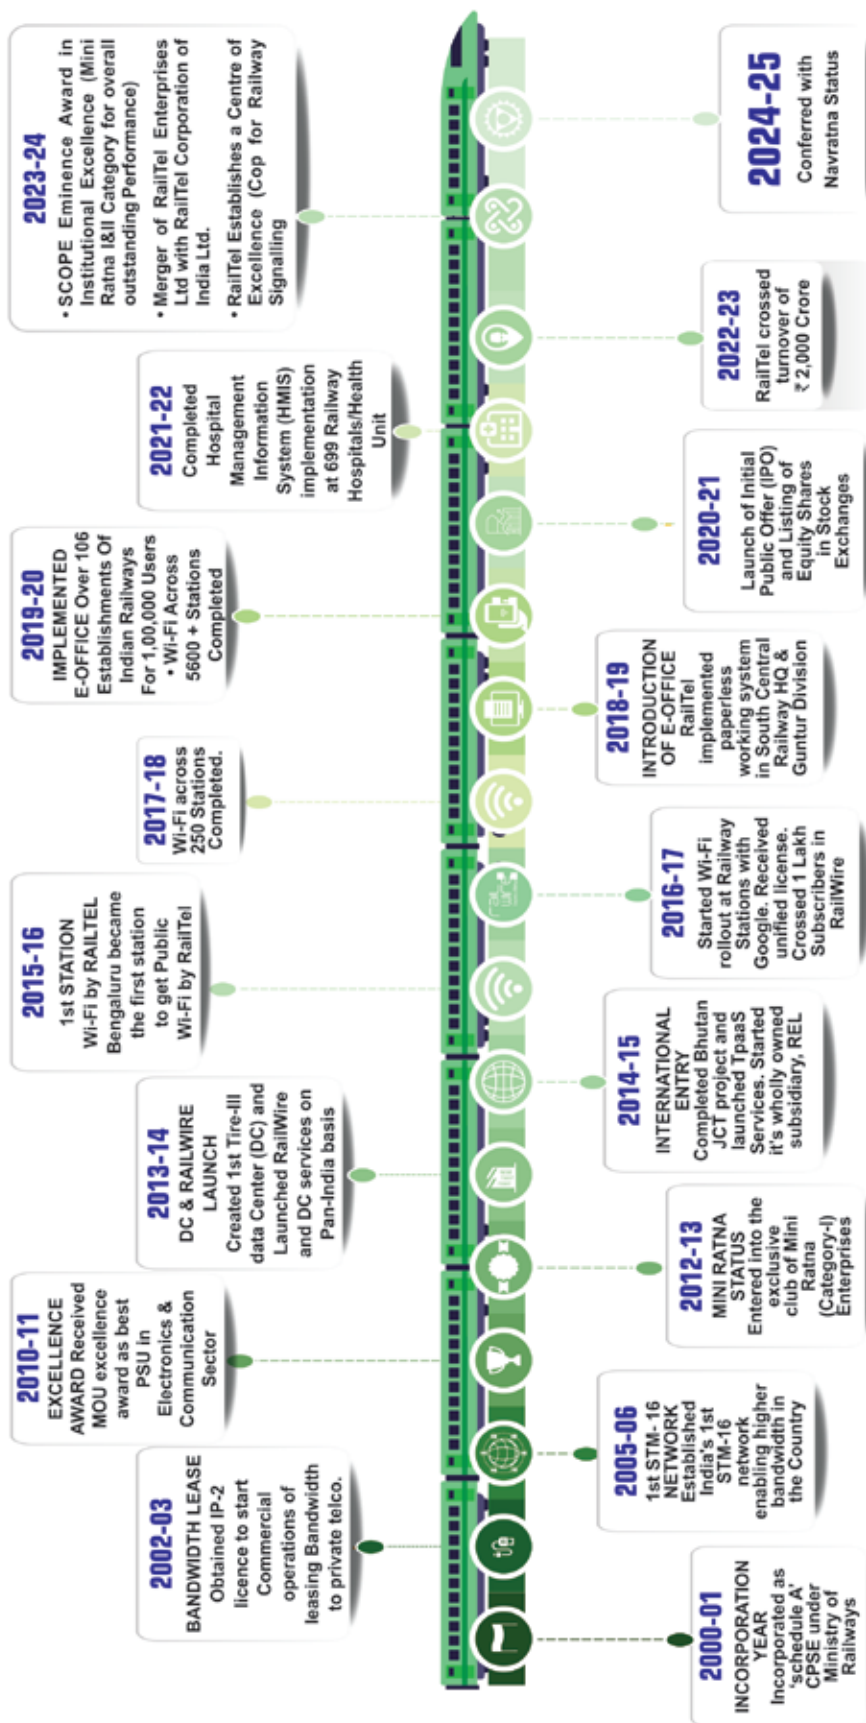 2000-01
INCORPORATION
YEAR
Incorporated as
'schedule A'
CPSE under
Ministry of
Railways
2002-03
BANDWIDTH LEASE
Obtained IP-2
licence to start
Commercial
operations of
leasing Bandwidth
to private telco.
2005-06
1st STM- 16
NETWORK
Established
India's 1st
STM-16
network
enabling higher
bandwidth in
the Country
2010-11
EXCELLENCE
AWARD Received
MOU excellence
award as best
PSU in
Electronics &
Communication
Sector
2012-13
MINI RATNA
STATUS
Entered into the
exclusive
club of Mini
Ratna
(Category-I)
Enterprises
2013-14
DC & RAILWIRE
LAUNCH
Created 1st Tire-III
data Center (DC) and
Launched RailWire
and DC services on
Pan-India basis
2014-15
INTERNATIONAL
ENTRY
Completed Bhutan
JCT project and
launched TpaaS
Services. Started
it's wholly owned
subsidiary, REL
2015-16
1st STATION
Wi-Fi by RAILTEL
Bengaluru became
the first station
to get Public
Wi-Fi by RailTel
2016-17
Started Wi-Fi
rollout at Railway
Stations with
Google. Received
unified license.
Crossed 1 Lakh
Subscribers in
RailWire
rail
wire
2017-18
Wi-Fi across
250 Stations
Completed.
2018-19
INTRODUCTION
OF E-OFFICE
RailTel
implemented
paperless
working system
in South Central
Railway HQ &
Guntur Division
2019-20
IMPLEMENTED
E-OFFICE Over 106
Establishments Of
Indian Railways
For 1,00,000 Users
• Wi-Fi Across
5600 + Stations
Completed
2020-21
Launch of Initial
Public Offer (IPO)
and Listing of
Equity Shares
in Stock
Exchanges
2021-22
Completed
Hospital
Management
Information
System (HMIS)
implementation
at 699 Railway
Hospitals/Health
Unit
2022-23
RailTel crossed
turnover of
₹ 2,000 Crore
2023-24
• SCOPE Eminence Award in
Institutional Excellence (Mini
Ratna I&II Category for overall
outstanding Performance)
• Merger of RailTel Enterprises
Ltd with RailTel Corporation of
India Ltd.
• RailTel Establishes a Centre of
Excellence (Cop for Railway
Signalling
2024-25
Conferred with
Navratna Status